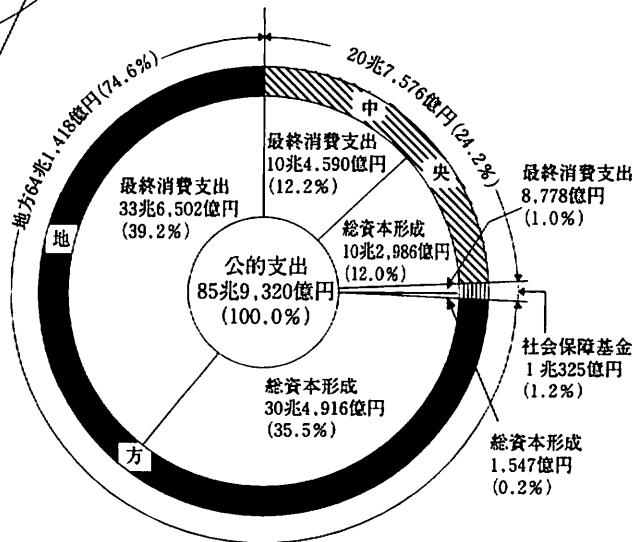 20兆7,576億円(24.2%)
中
央
最終消費支出
10兆4.590億円
(12.2%)
総資本形成
10兆2,986億円
(12.0%)
最終消費支出
8,778億円
(1.0%)
社会保障基金
1兆325億円
(1.2%)
総資本形成
1,547億円
(0.2%)
地方64兆1,418億円(74.6%)
地
方
最終消費支出
33兆6,502億円
(39.2%)
総資本形成
30兆4,916億円
(35.5%)
公的支出
85兆9,320億円
(100.0%)